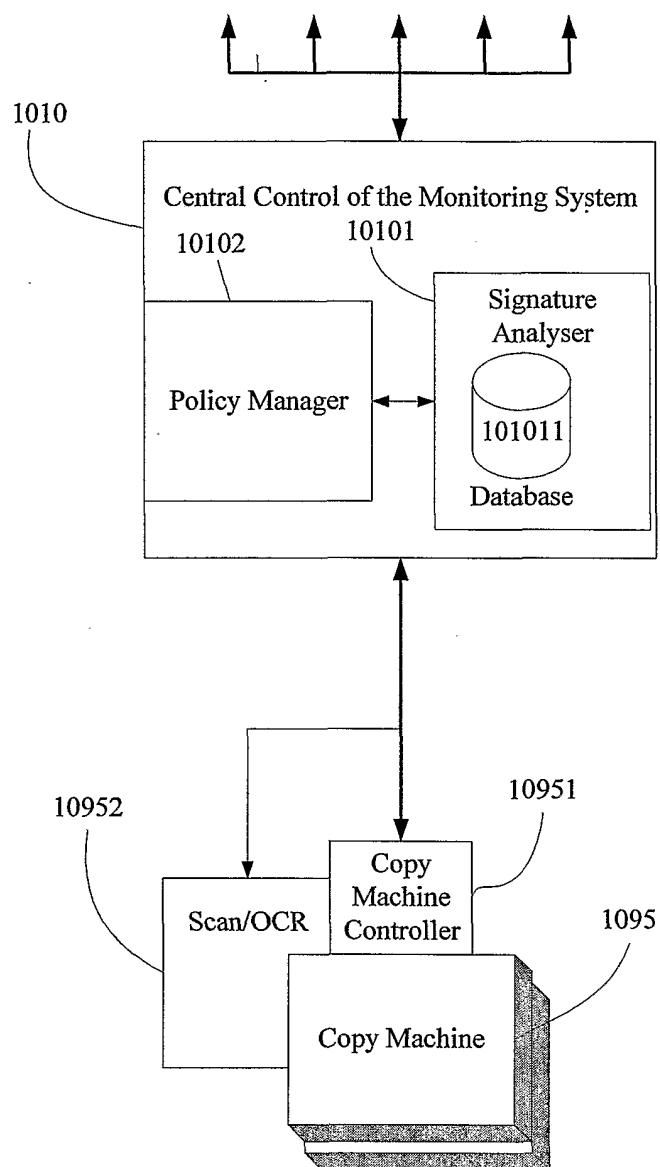 1010
Central Control of the Monitoring System
10102
10101
Signature
Analyser
Policy Manager
101011
Database
10952
10951
Copy
Machine
Controller
Scan/OCR
1095
Copy Machine